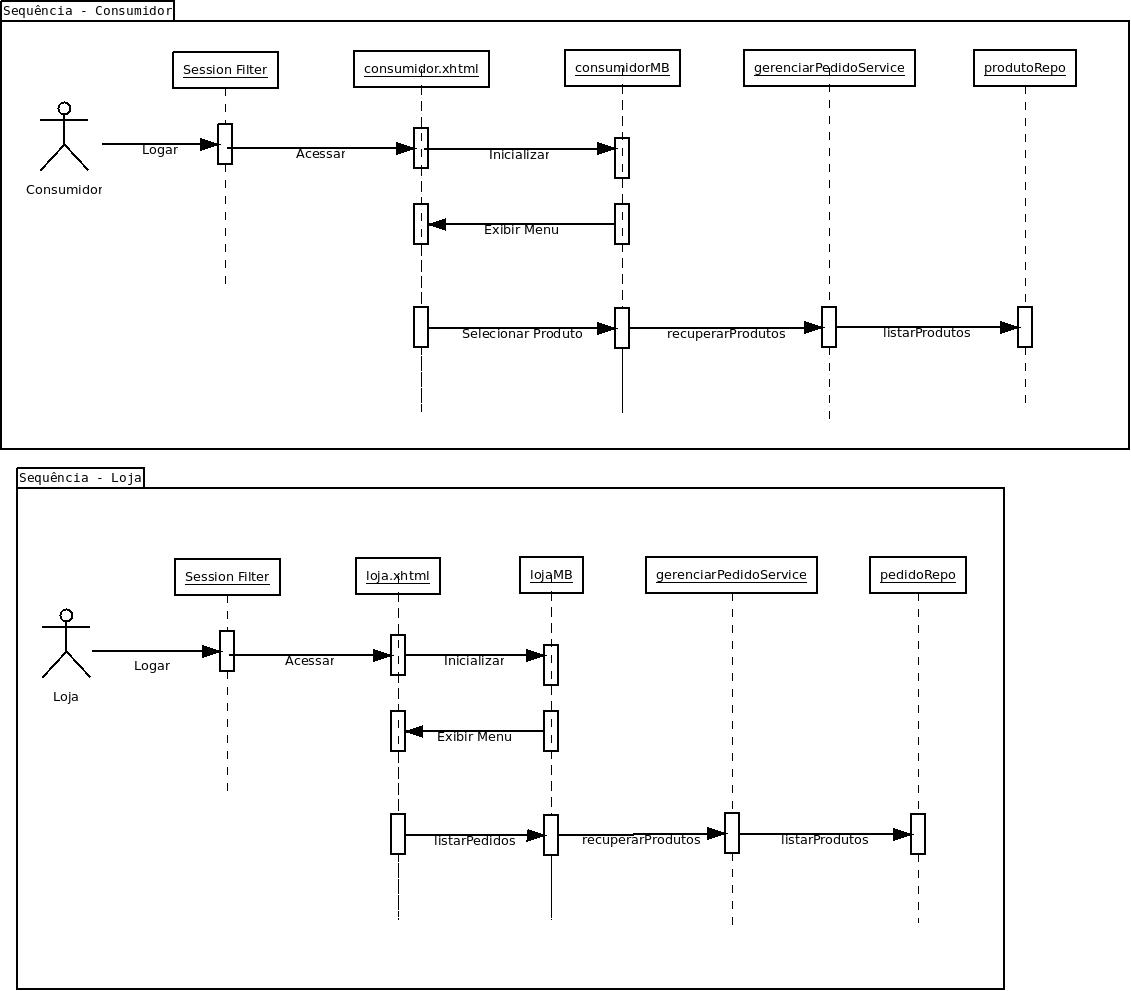 Sequência - Consumidor
Session Filter
consumidor.xhtml
consumidorMB
gerenciarPedidoService
produtoRepo
Logar
Acessar
Inicializar
Consumidor
Exibir Menu
Selecionar Produto
recuperarProdutos
listarProdutos
Sequência - Loja
Session Filter
loja.xhtml
lojaMB
gerenciarPedidoService
pedidoRepo
Logar
Acessar
Inicializar
Loja
Exibir Menu
listarPedidos
recuperarProdutos
listarProdutos